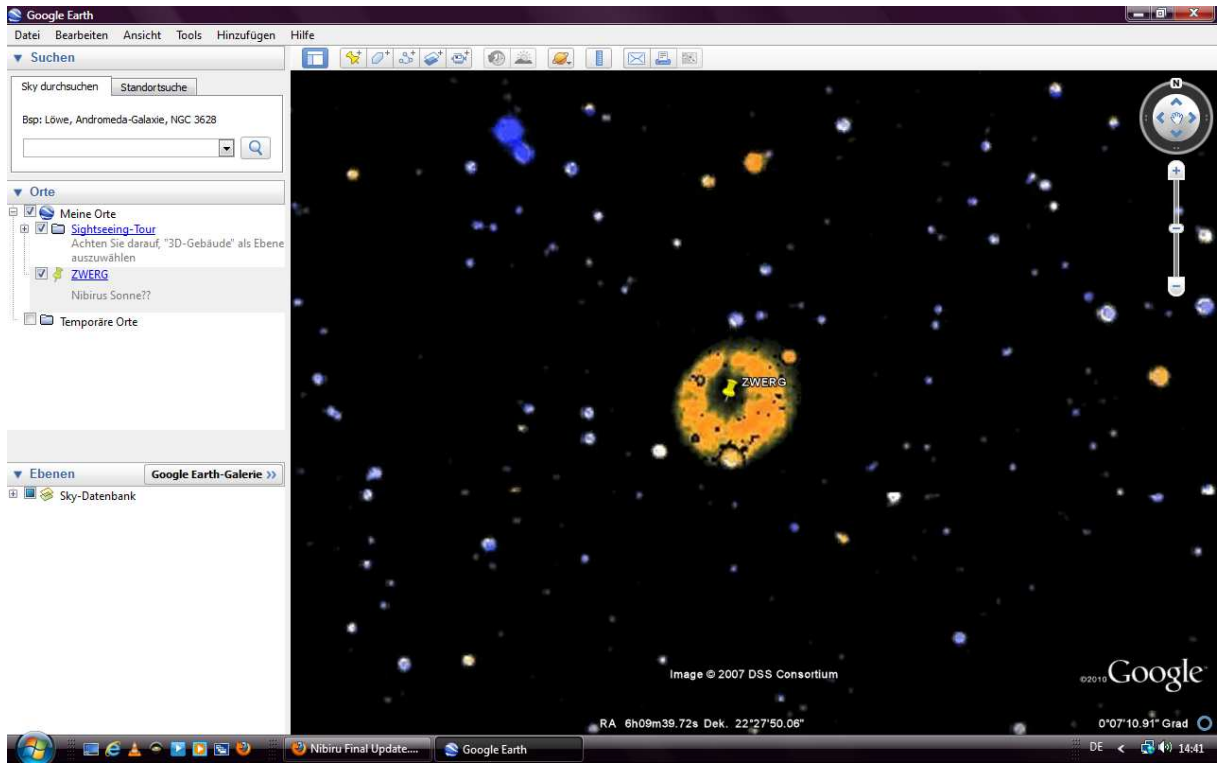 Google Earth
Datei Bearbeiten Ansicht Tools Hinzufügen Hilfe
Suchen
Sky durchsuchen Standortsuche
Bsp: Löwe, Andromeda-Galaxie, NGC 3628
Orte
Meine Orte
Sightseeing-Tour
Achten Sie darauf, "3D-Gebäude" als Ebene
auszuwählen
ZWERG
Nibirus Sonne??
Temporäre Orte
Ebenen Google Earth-Galerie >>
Sky-Datenbank
N
ZWERG
Image © 2007 DSS Consortium
©2010 Google
RA 6h09m39.72s Dek. 22°27'50.06" 0°07'10.91" Grad
Nibiru Final Update.... Google Earth DE < 14:41